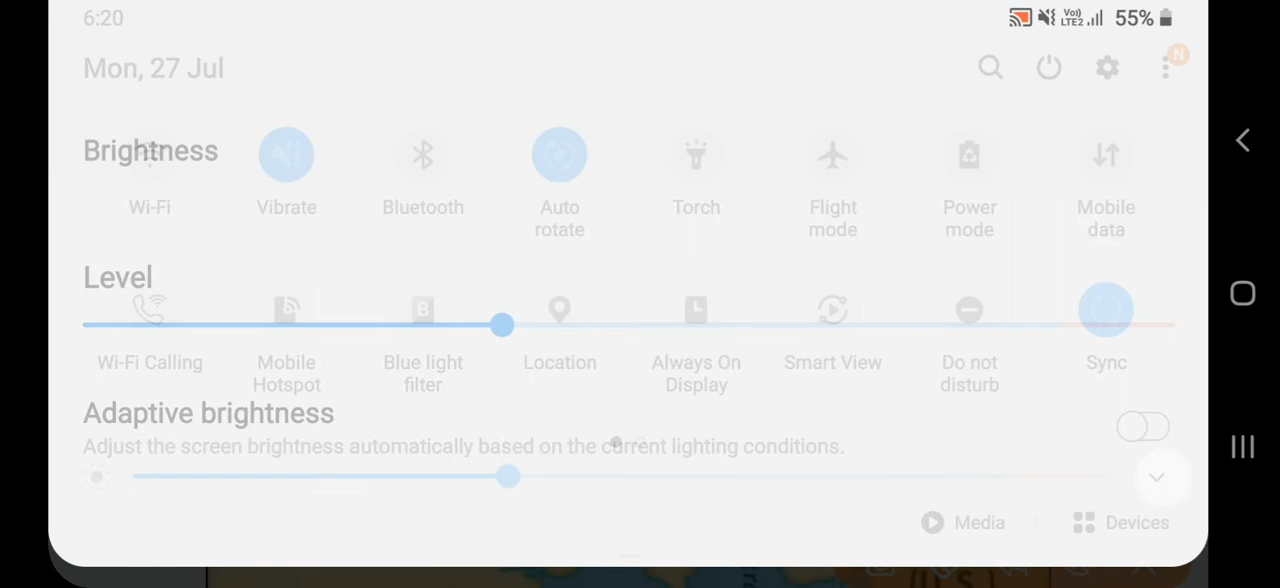 6:20
Vo))
LTE2
55%
Mon, 27 Jul
N
Brightness
Wi-Fi
Vibrate
Bluetooth
Auto
rotate
Torch
Flight
mode
Power
mode
Mobile
data
Level
B
Wi-Fi Calling
Mobile
Hotspot
Blue light
filter
Location
Always On
Display
Smart View
Do not
disturb
Sync
Adaptive brightness
Adjust the screen brightness automatically based on the current lighting conditions.
Media
Devices
(U.S.)